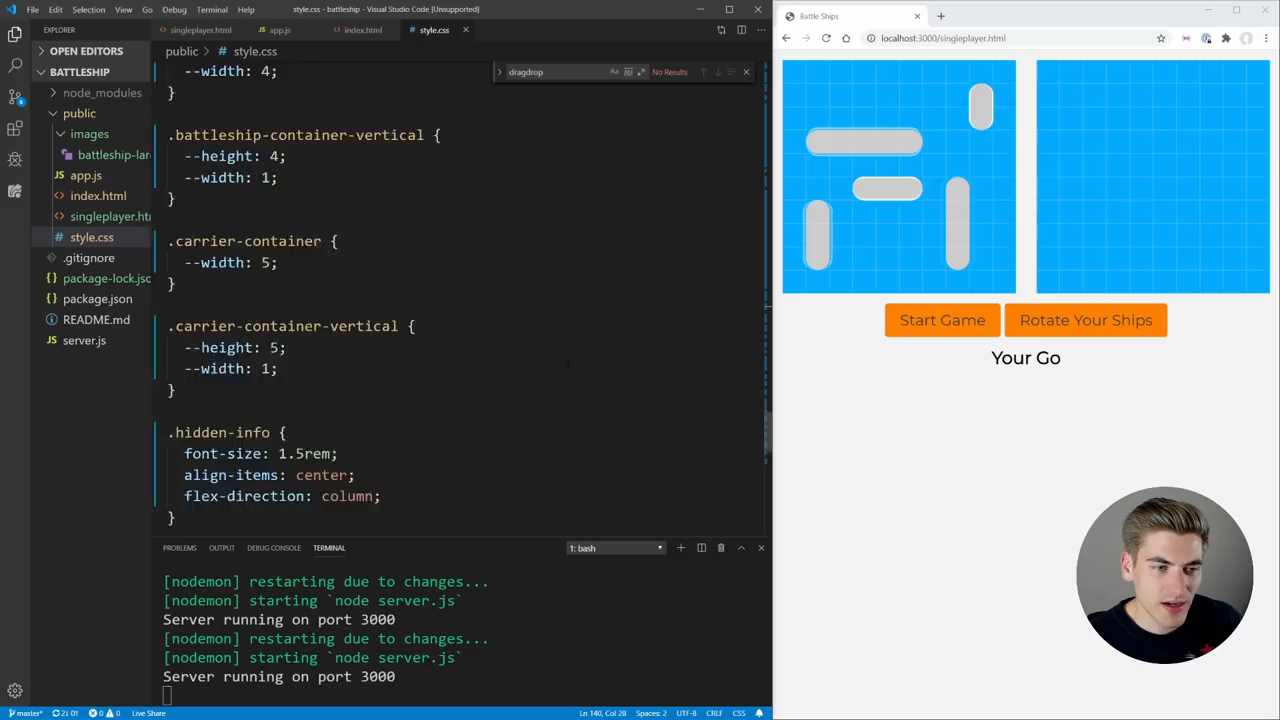 File Edit Selection View Go Debug Terminal Help
style.css - battleship - Visual Studio Code [Unsupported]
Battle Ships
EXPLORER
singleplayer.html
app.js
index.html
style.css
localhost:3000/singleplayer.html
OPEN EDITORS
public > style.css
BATTLESHIP
node_modules
public
images
battleship-lar
app.js
index.html
singleplayer.htr
style.css
.gitignore
package-lock.jso
package.json
README.md
server.js
dragdrop
Aa
No Results
--width: 4;
}
.battleship-container-vertical {
--height: 4;
--width: 1;
}
.carrier-container {
--width: 5;
}
.carrier-container-vertical {
--height: 5;
--width: 1;
}
.hidden-info {
font-size: 1.5rem;
align-items: center;
flex-direction: column;
}
Start Game
Rotate Your Ships
Your Go
PROBLEMS OUTPUT DEBUG CONSOLE TERMINAL
1: bash
[nodemon] restarting due to changes...
[nodemon] starting `node server.js`
Server running on port 3000
[nodemon] restarting due to changes...
[nodemon] starting `node server.js`
Server running on port 3000
master* 2↓ 0↑ 0 0 Live Share
Ln 140, Col 28 Spaces: 2 UTF-8 CRLF CSS